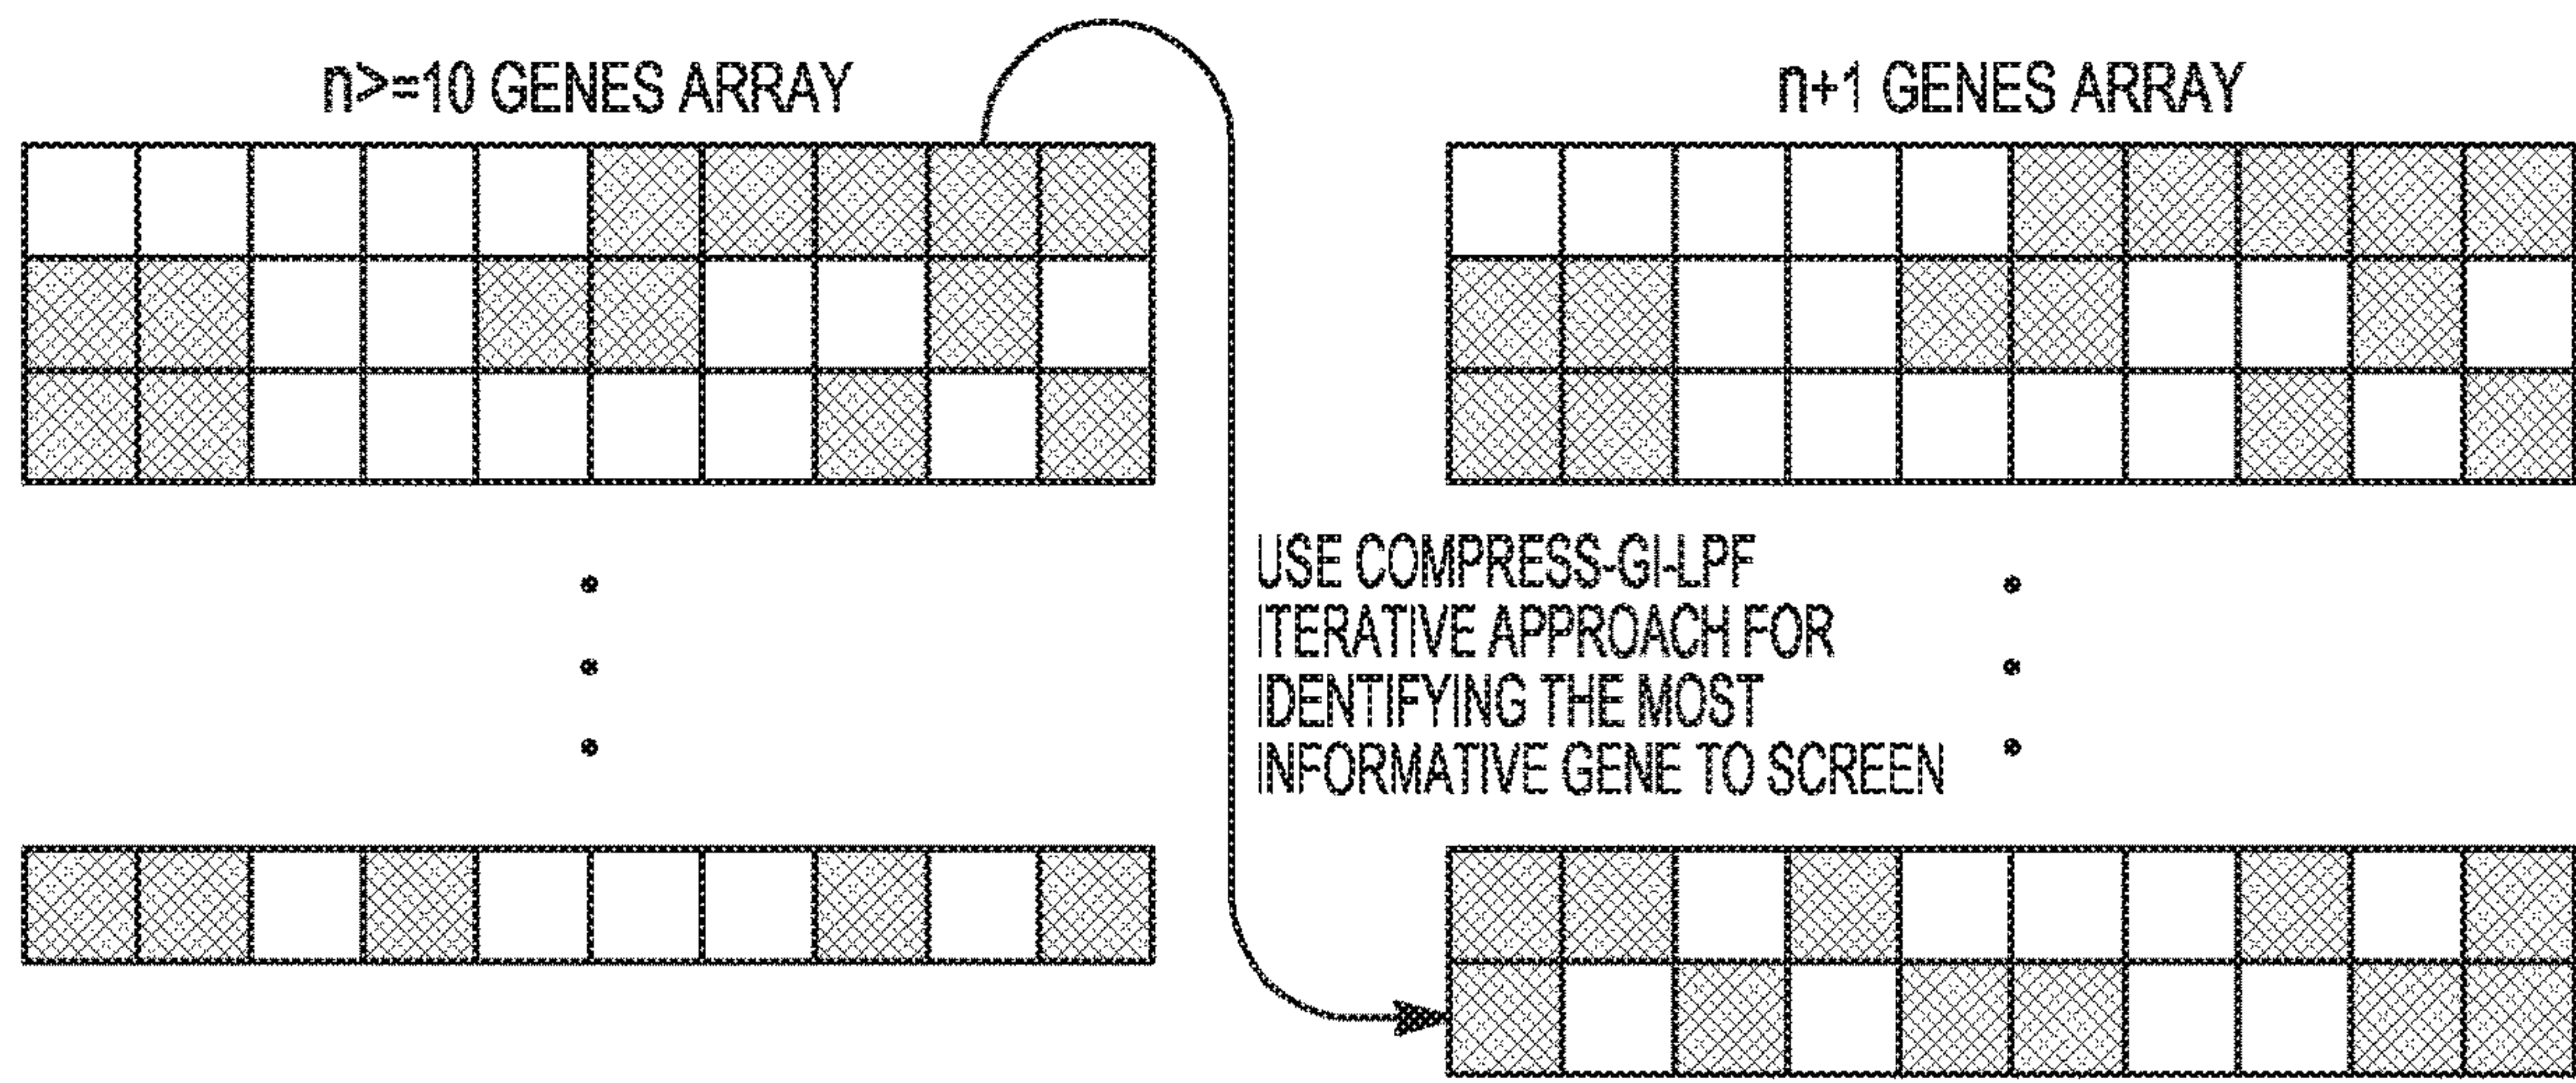 n>=10 GENES ARRAY
n+1 GENES ARRAY
USE COMPRESS-GI-LPF
ITERATIVE APPROACH FOR
IDENTIFYING THE MOST
INFORMATIVE GENE TO SCREEN